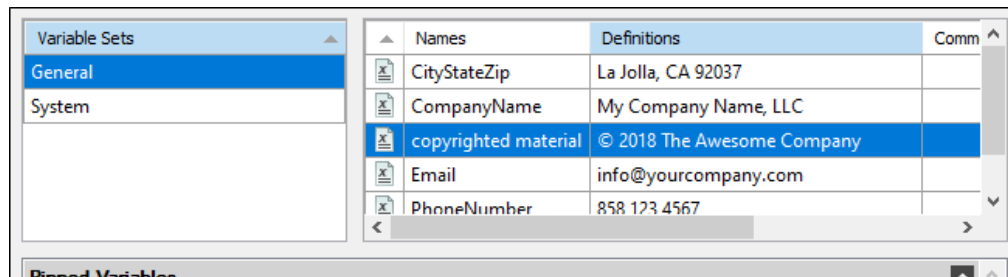 Variable Sets
General
System
Names Definitions Comm
CityStateZip La Jolla, CA 92037
CompanyName My Company Name, LLC
copyrighted material © 2018 The Awesome Company
Email info@yourcompany.com
PhoneNumber 858 123 4567
Pinned Variables